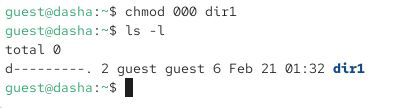 guest@dasha:~$ chmod 000 dir1
guest@dasha:~$ ls -l
total 0
d---------. 2 guest guest 6 Feb 21 01:32 dir1
guest@dasha:~$